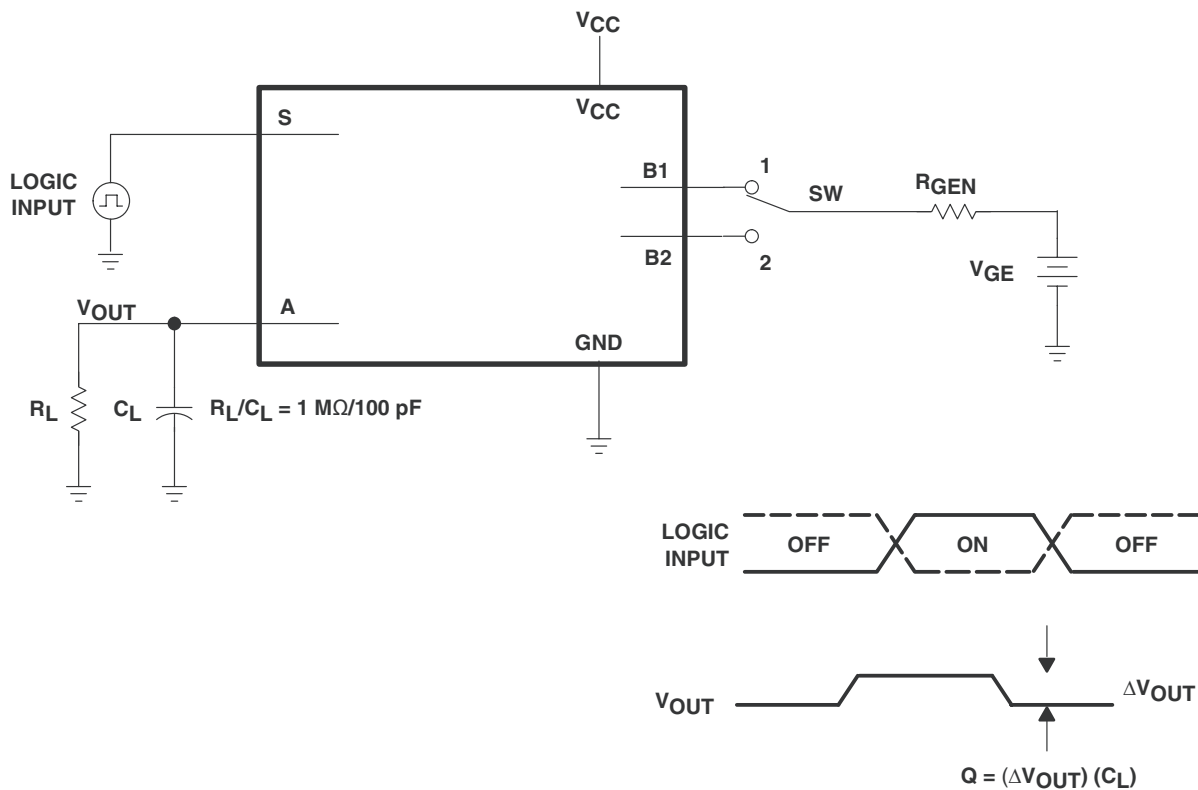 VCC
VCC
S
LOGIC
INPUT
B1
1
SW
RGEN
B2
2
VGE
VOUT
A
GND
RL
CL
RL/CL = 1 MΩ/100 pF
LOGIC
INPUT
OFF
ON
OFF
VOUT
ΔVOUT
Q = (ΔVOUT) (CL)